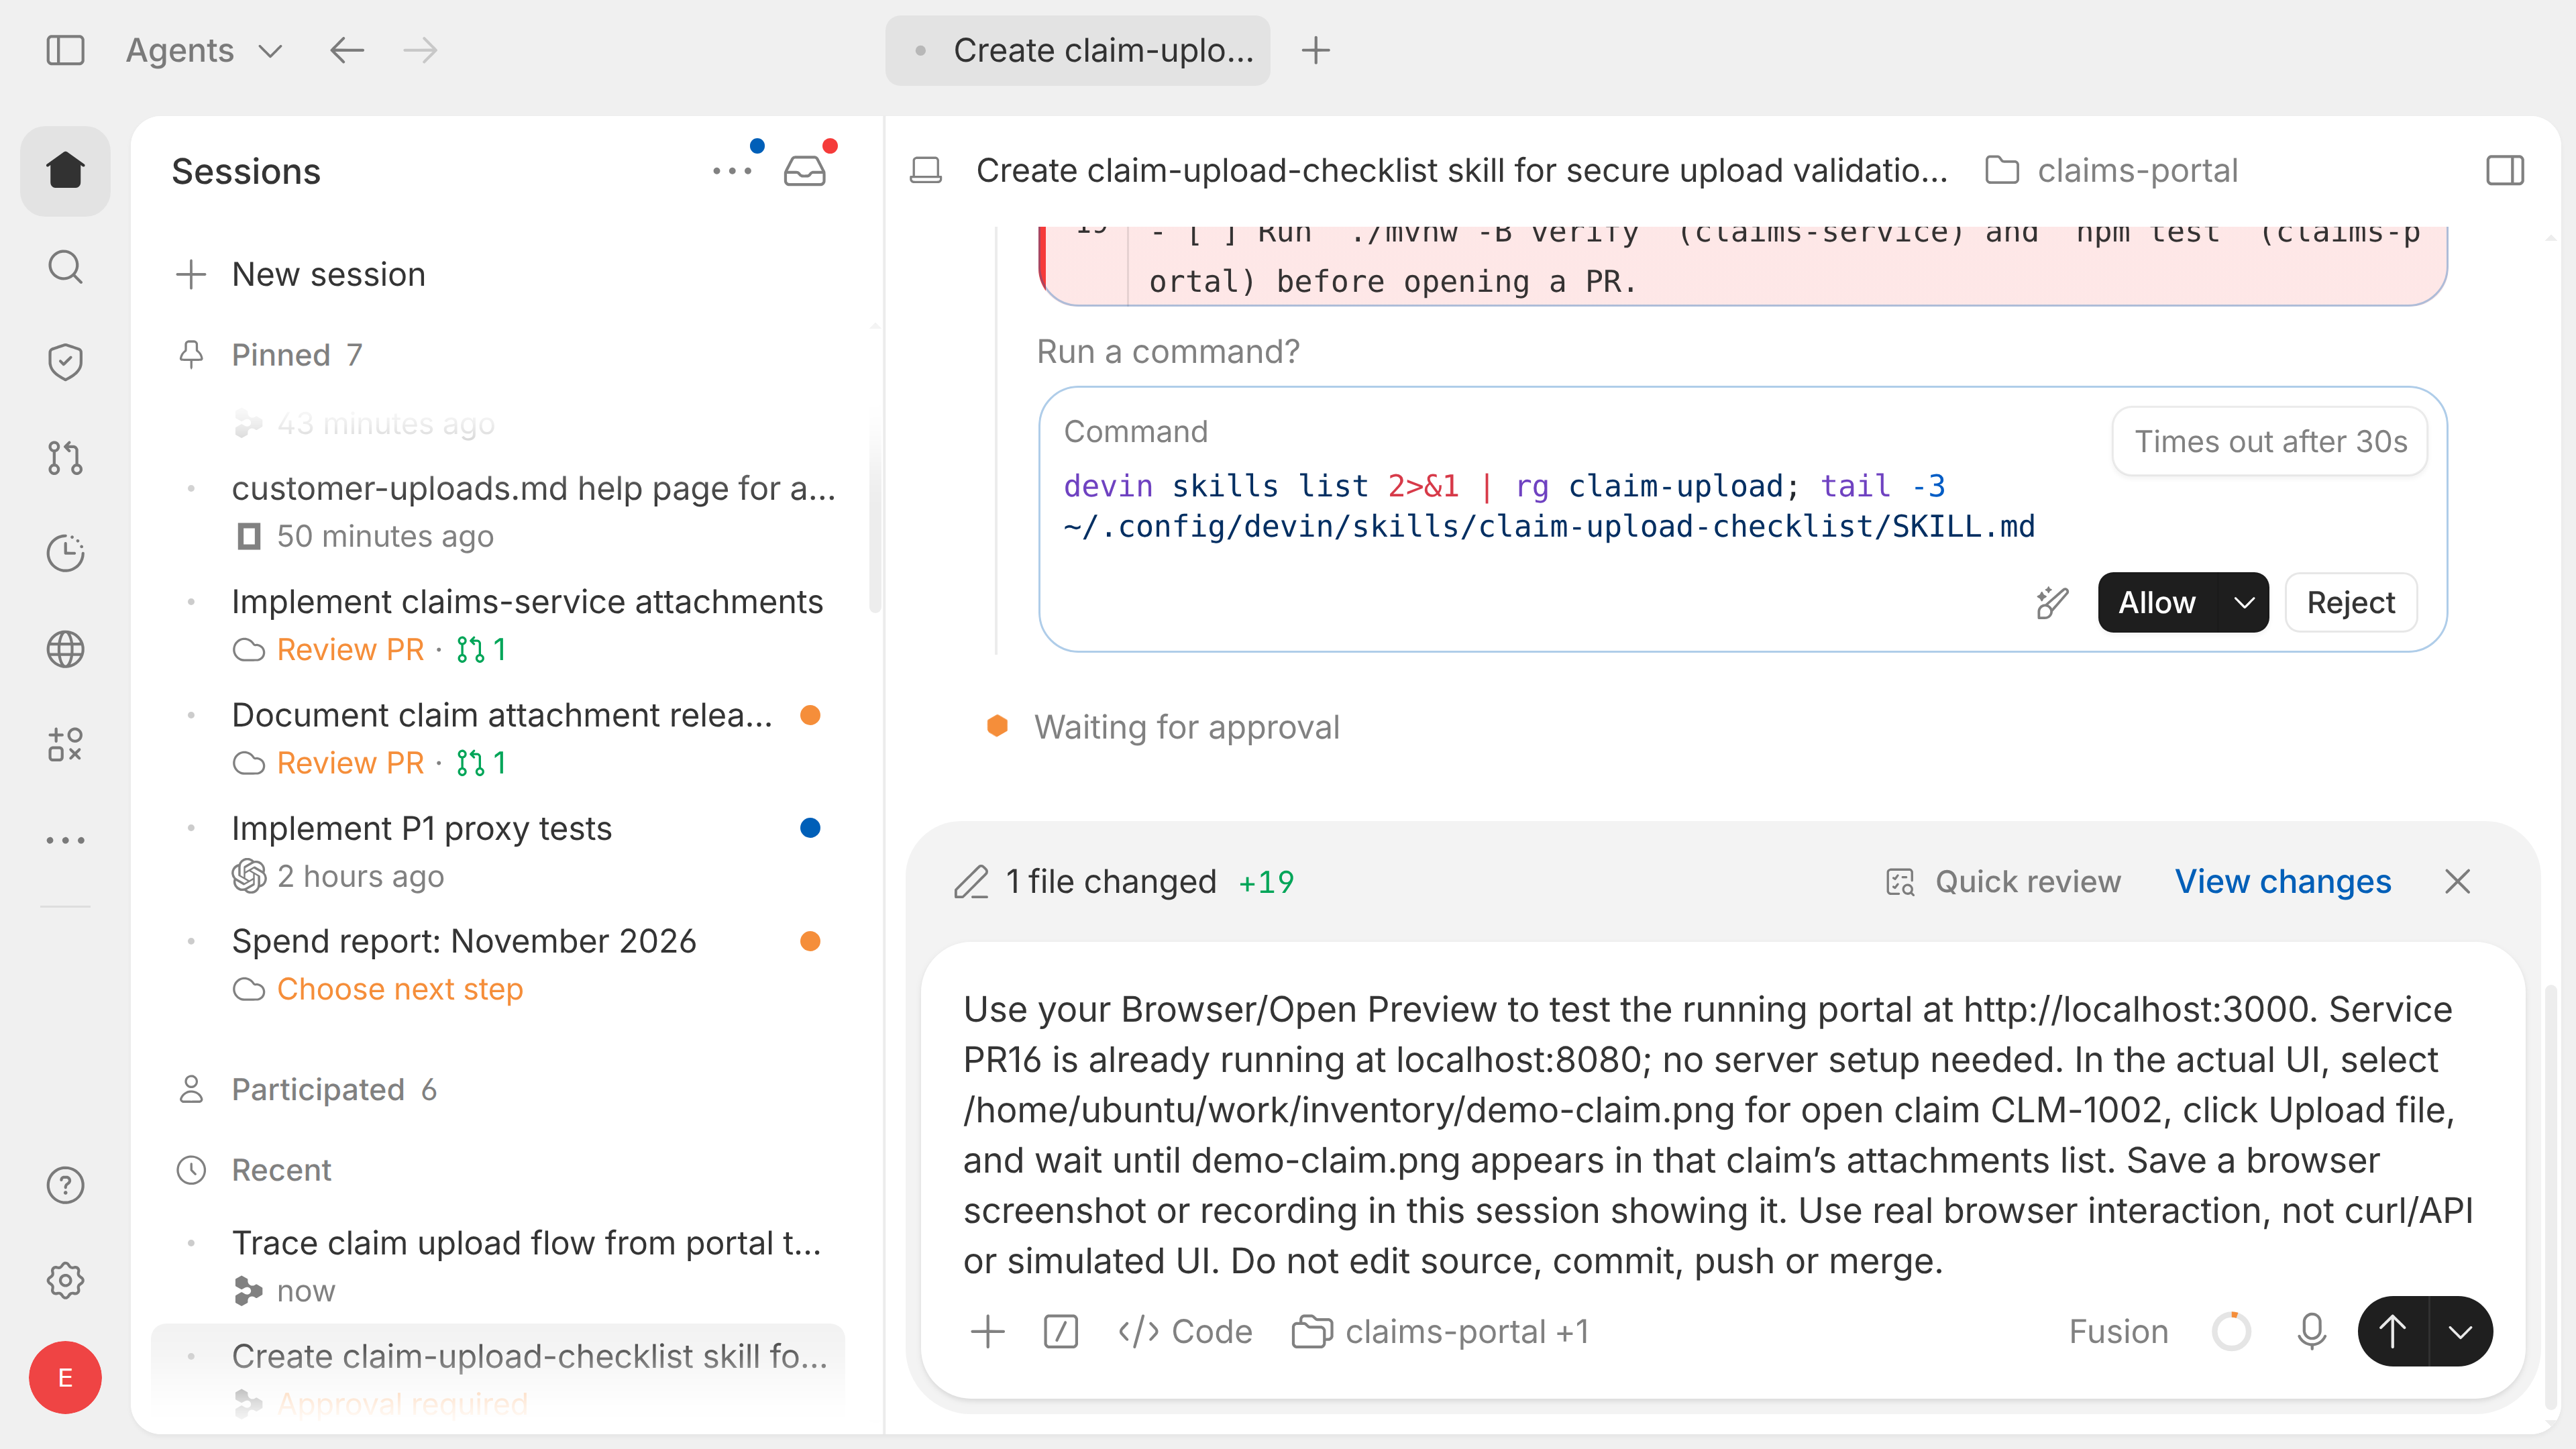 Agents
Create claim-uplo...
Sessions
New session
Pinned 7
43 minutes ago
customer-uploads.md help page for a...
50 minutes ago
Implement claims-service attachments
Review PR · 1
Document claim attachment relea...
Review PR · 1
Implement P1 proxy tests
2 hours ago
Spend report: November 2026
Choose next step
Participated 6
Recent
Trace claim upload flow from portal t...
now
Create claim-upload-checklist skill fo...
Approval required
E
Create claim-upload-checklist skill for secure upload validatio...
claims-portal
19 - [ ] Run `./mvnw -B verify` (claims-service) and `npm test` (claims-p
ortal) before opening a PR.
Run a command?
Command
Times out after 30s
devin skills list 2>&1 | rg claim-upload; tail -3
~/.config/devin/skills/claim-upload-checklist/SKILL.md
Allow
Reject
Waiting for approval
1 file changed +19
Quick review
View changes
Use your Browser/Open Preview to test the running portal at http://localhost:3000. Service
PR16 is already running at localhost:8080; no server setup needed. In the actual UI, select
/home/ubuntu/work/inventory/demo-claim.png for open claim CLM-1002, click Upload file,
and wait until demo-claim.png appears in that claim’s attachments list. Save a browser
screenshot or recording in this session showing it. Use real browser interaction, not curl/API
or simulated UI. Do not edit source, commit, push or merge.
Code
claims-portal +1
Fusion